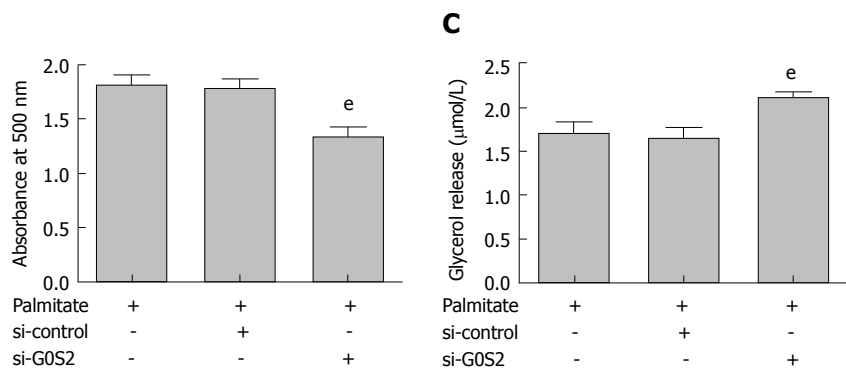 Absorbance at 500 nm
2.0
1.5
1.0
0.5
0.0
e
Palmitate + + +
si-control - + -
si-G0S2 - - +
C
Glycerol release (μmol/L)
2.5
2.0
1.5
1.0
0.5
0.0
e
Palmitate + + +
si-control - + -
si-G0S2 - - +